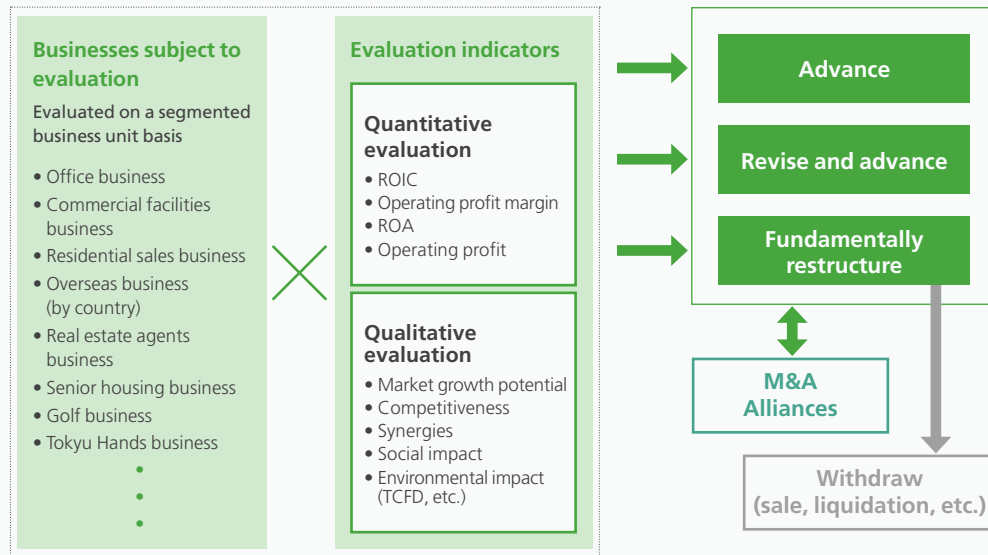 Businesses subject to
evaluation
Evaluated on a segmented
business unit basis
• Office business
• Commercial facilities
business
• Residential sales business
• Overseas business
(by country)
• Real estate agents
business
• Senior housing business
• Golf business
• Tokyu Hands business
•
•
•
Evaluation indicators
Quantitative
evaluation
• ROIC
• Operating profit margin
• ROA
• Operating profit
Qualitative
evaluation
• Market growth potential
• Competitiveness
• Synergies
• Social impact
• Environmental impact
(TCFD, etc.)
Advance
Revise and advance
Fundamentally
restructure
M&A
Alliances
Withdraw
(sale, liquidation, etc.)